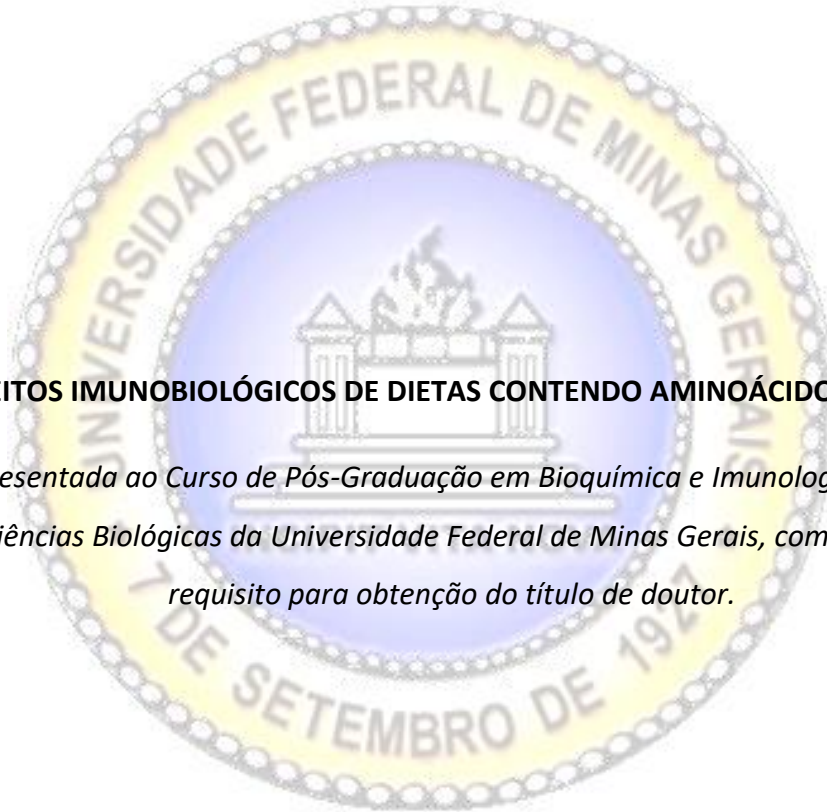 UNIVERSIDADE FEDERAL DE MINAS GERAIS
EITOS IMUNOBIOLÓGICOS DE DIETAS CONTENDO AMINOÁCIDO
esentada ao Curso de Pós-Graduação em Bioquímica e Imunolog
iências Biológicas da Universidade Federal de Minas Gerais, com
requisito para obtenção do título de doutor.
7 DE SETEMBRO DE 1927